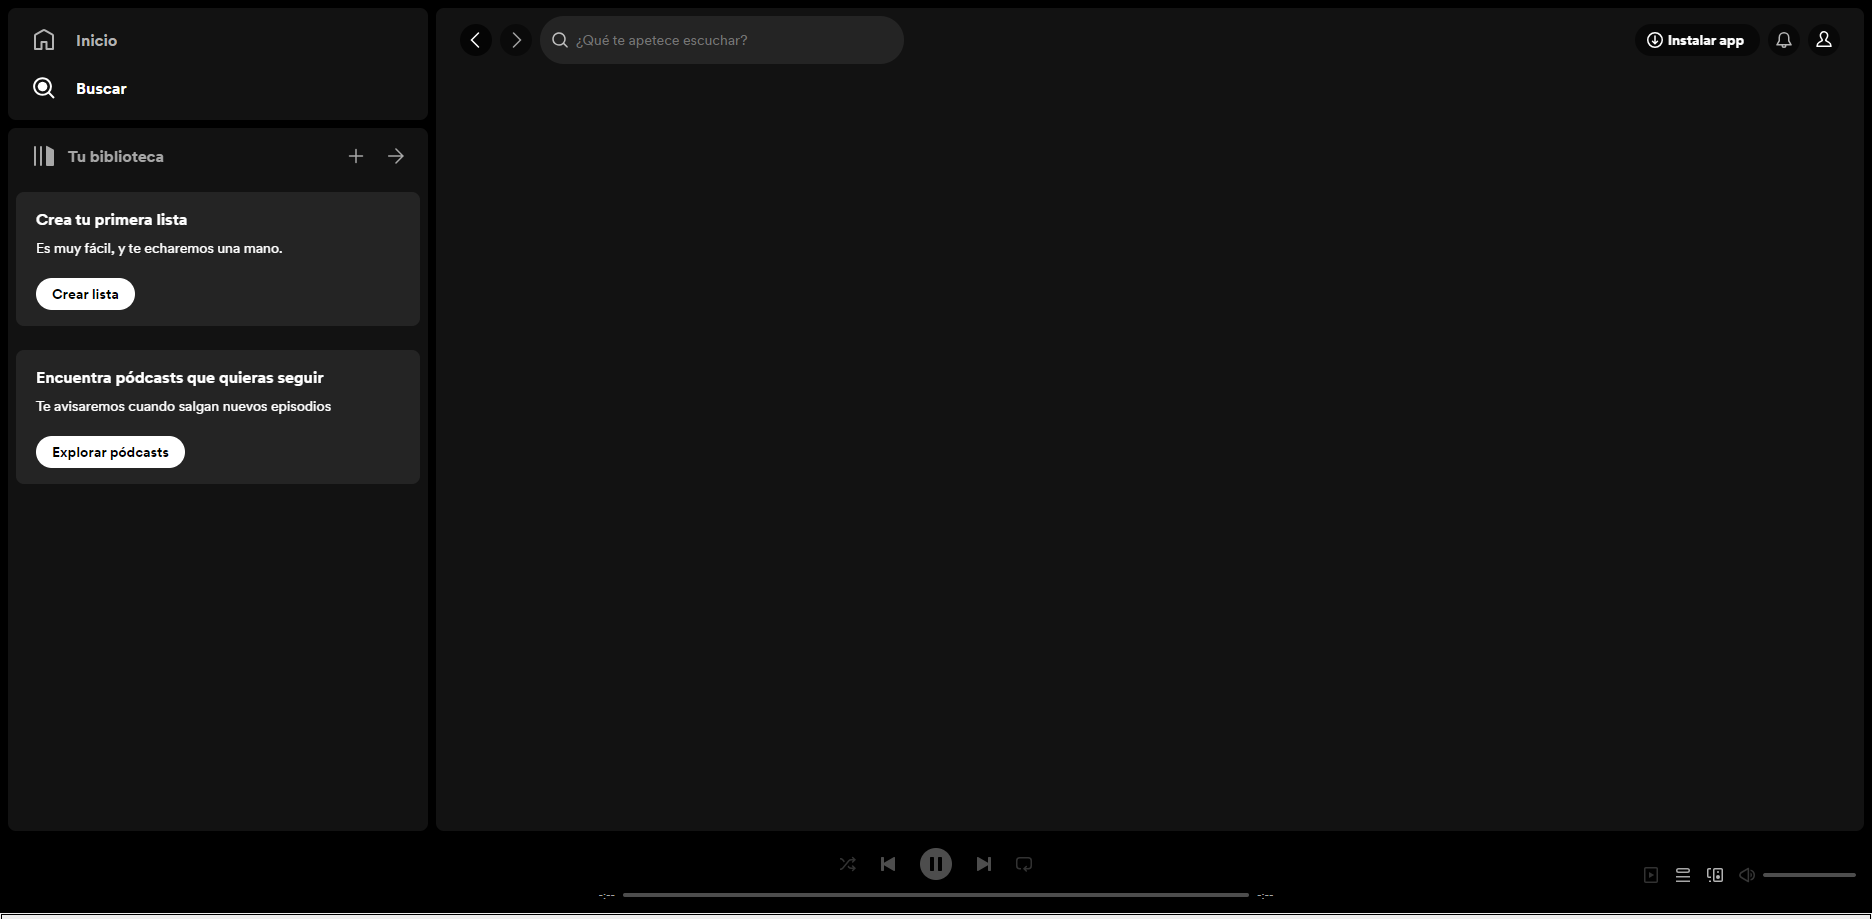 Inicio
Buscar
Tu biblioteca
Crea tu primera lista
Es muy fácil, y te echaremos una mano.
Crear lista
Encuentra pódcasts que quieras seguir
Te avisaremos cuando salgan nuevos episodios
Explorar pódcasts
¿Qué te apetece escuchar?
Instalar app
-:--
-:--